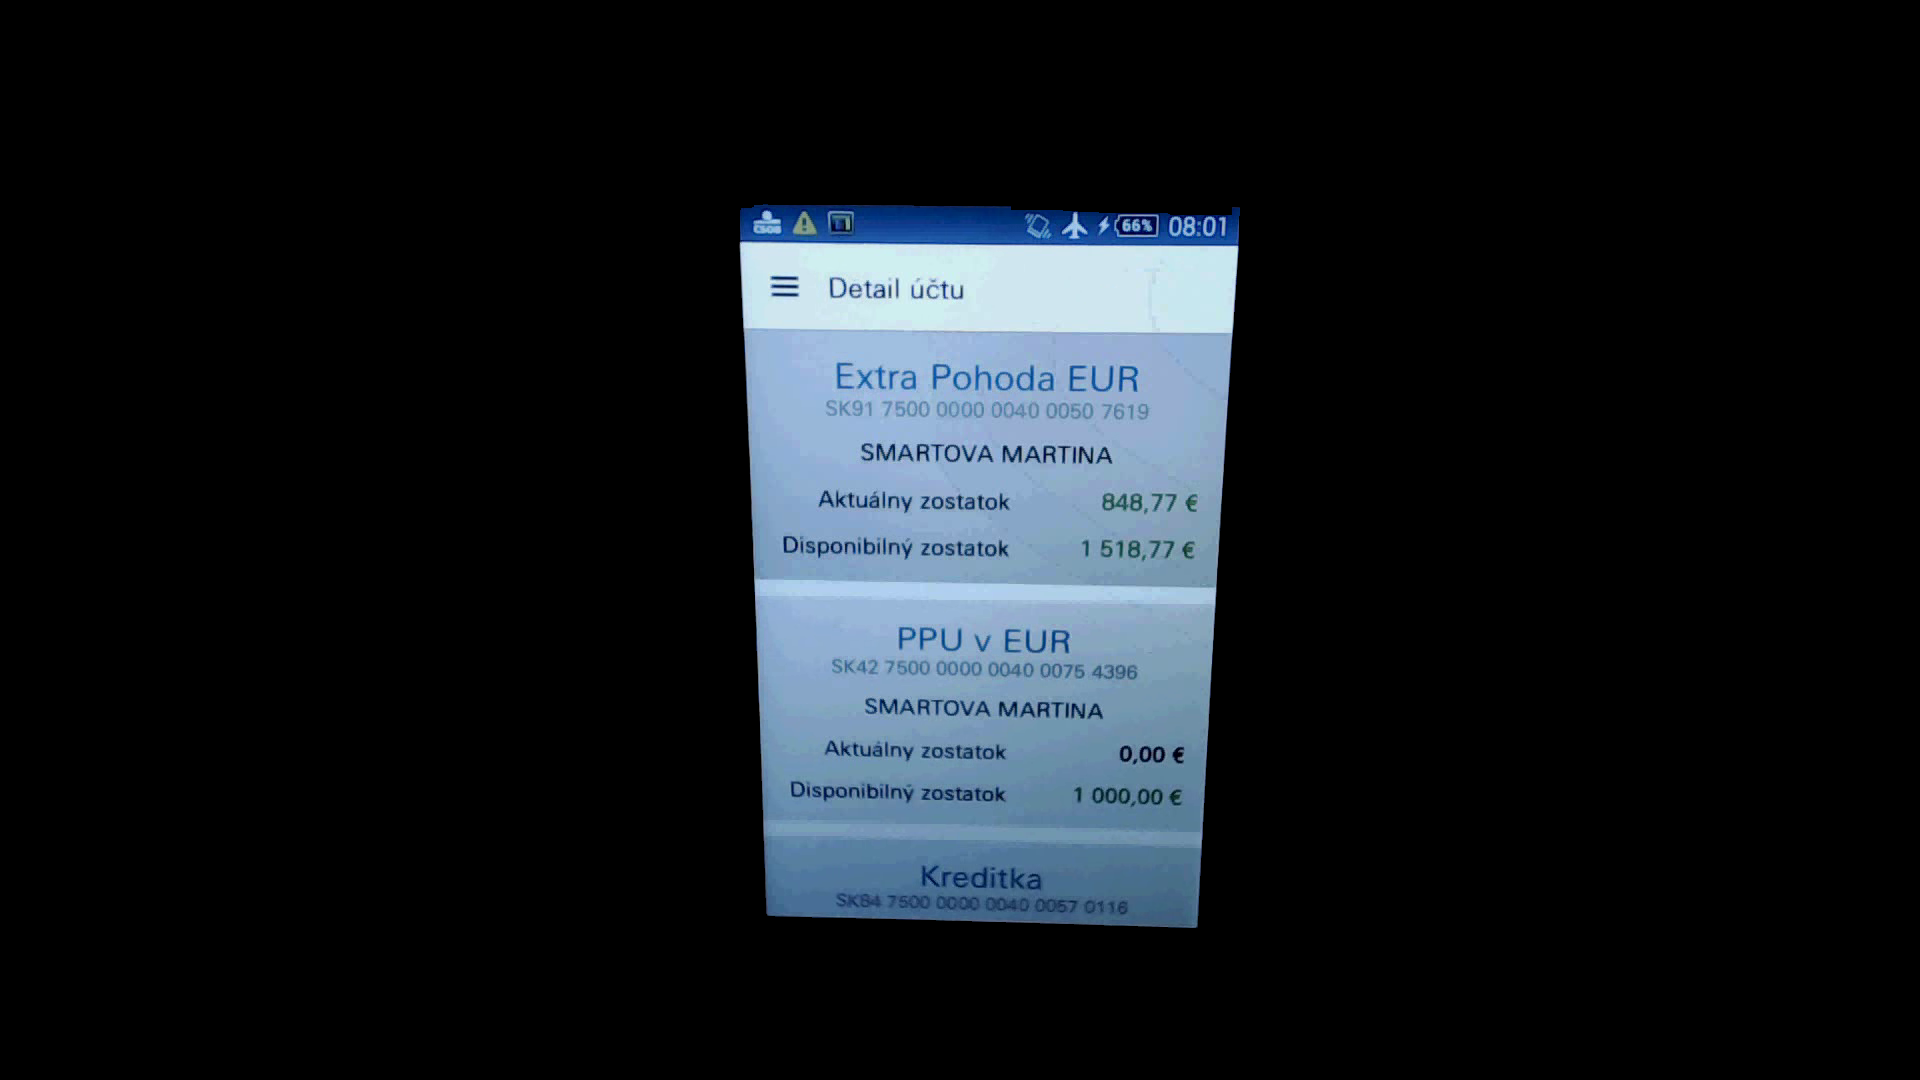 ČSOB 66% 08:01
Detail účtu
Extra Pohoda EUR
SK91 7500 0000 0040 0050 7619
SMARTOVA MARTINA
Aktuálny zostatok 848,77 €
Disponibilný zostatok 1 518,77 €
PPU v EUR
SK42 7500 0000 0040 0075 4396
SMARTOVA MARTINA
Aktuálny zostatok 0,00 €
Disponibilný zostatok 1 000,00 €
Kreditka
SK84 7500 0000 0040 0057 0116